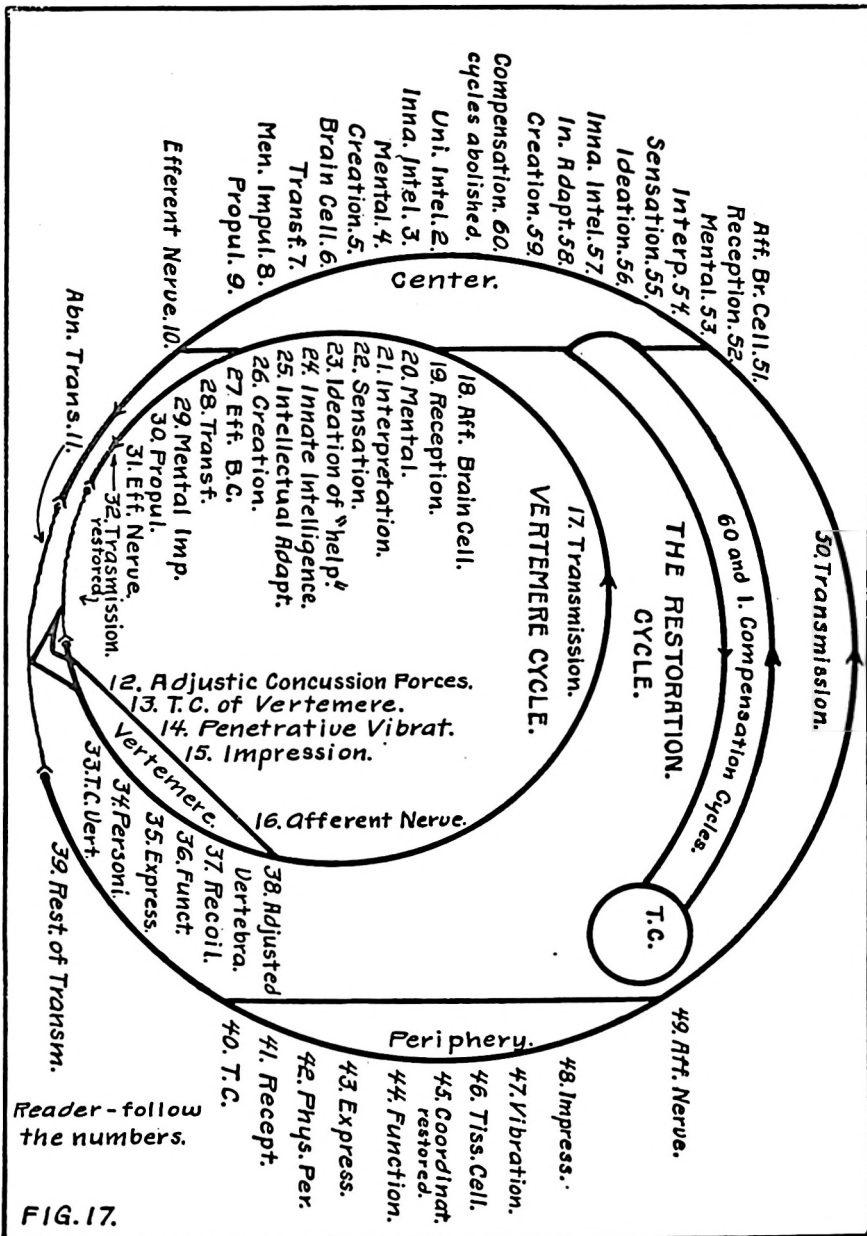 Uni. Intel. 2.
Inna. Intel. 3.
Mental. 4.
Creation. 5.
Brain Cell. 6.
Transf. 7.
Men. Impul. 8.
Propul. 9.
Efferent Nerve. 10.
Abn. Trans. 11.
12. Adjustic Concussion Forces.
13. T.C. of Vertemere.
14. Penetrative Vibrat.
15. Impression.
Vertemere.
16. Afferent Nerve.
17. Transmission.
VERTEMERE CYCLE.
18. Aff. Brain Cell.
19. Reception.
20. Mental.
21. Interpretation.
22. Sensation.
23. Ideation of "help."
24. Innate Intelligence.
25. Intellectual Adapt.
26. Creation.
27. Eff. B.C.
28. Transf.
29. Mental Imp.
30. Propul.
31. Eff. Nerve.
32. Trasmission.
restored
33. T.C. Vert.
34. Personi.
35. Express.
36. Funct.
37. Recoil.
38. Adjusted
Vertebra.
39. Rest. of Transm.
40. T.C.
41. Recept.
42. Phys. Per.
43. Express.
44. Function.
45. Coordinat.
restored.
46. Tiss. Cell.
47. Vibration.
48. Impress.
49. Aff. Nerve.
Periphery.
50. Transmission.
Aff. Br. Cell. 51.
Reception. 52.
Mental. 53.
Interp. 54.
Sensation. 55.
Ideation. 56.
Inna. Intel. 57.
In. Adapt. 58.
Creation. 59.
Compensation. 60.
cycles abolished.
Center.
60 and 1. Compensation Cycles.
T.C.
THE RESTORATION
CYCLE.
Reader - follow
the numbers.
FIG. 17.